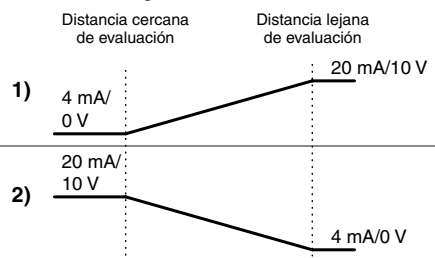 Distancia cercana
de evaluación
Distancia lejana
de evaluación
1)
4 mA/
0 V
20 mA/10 V
2)
20 mA/
10 V
4 mA/0 V